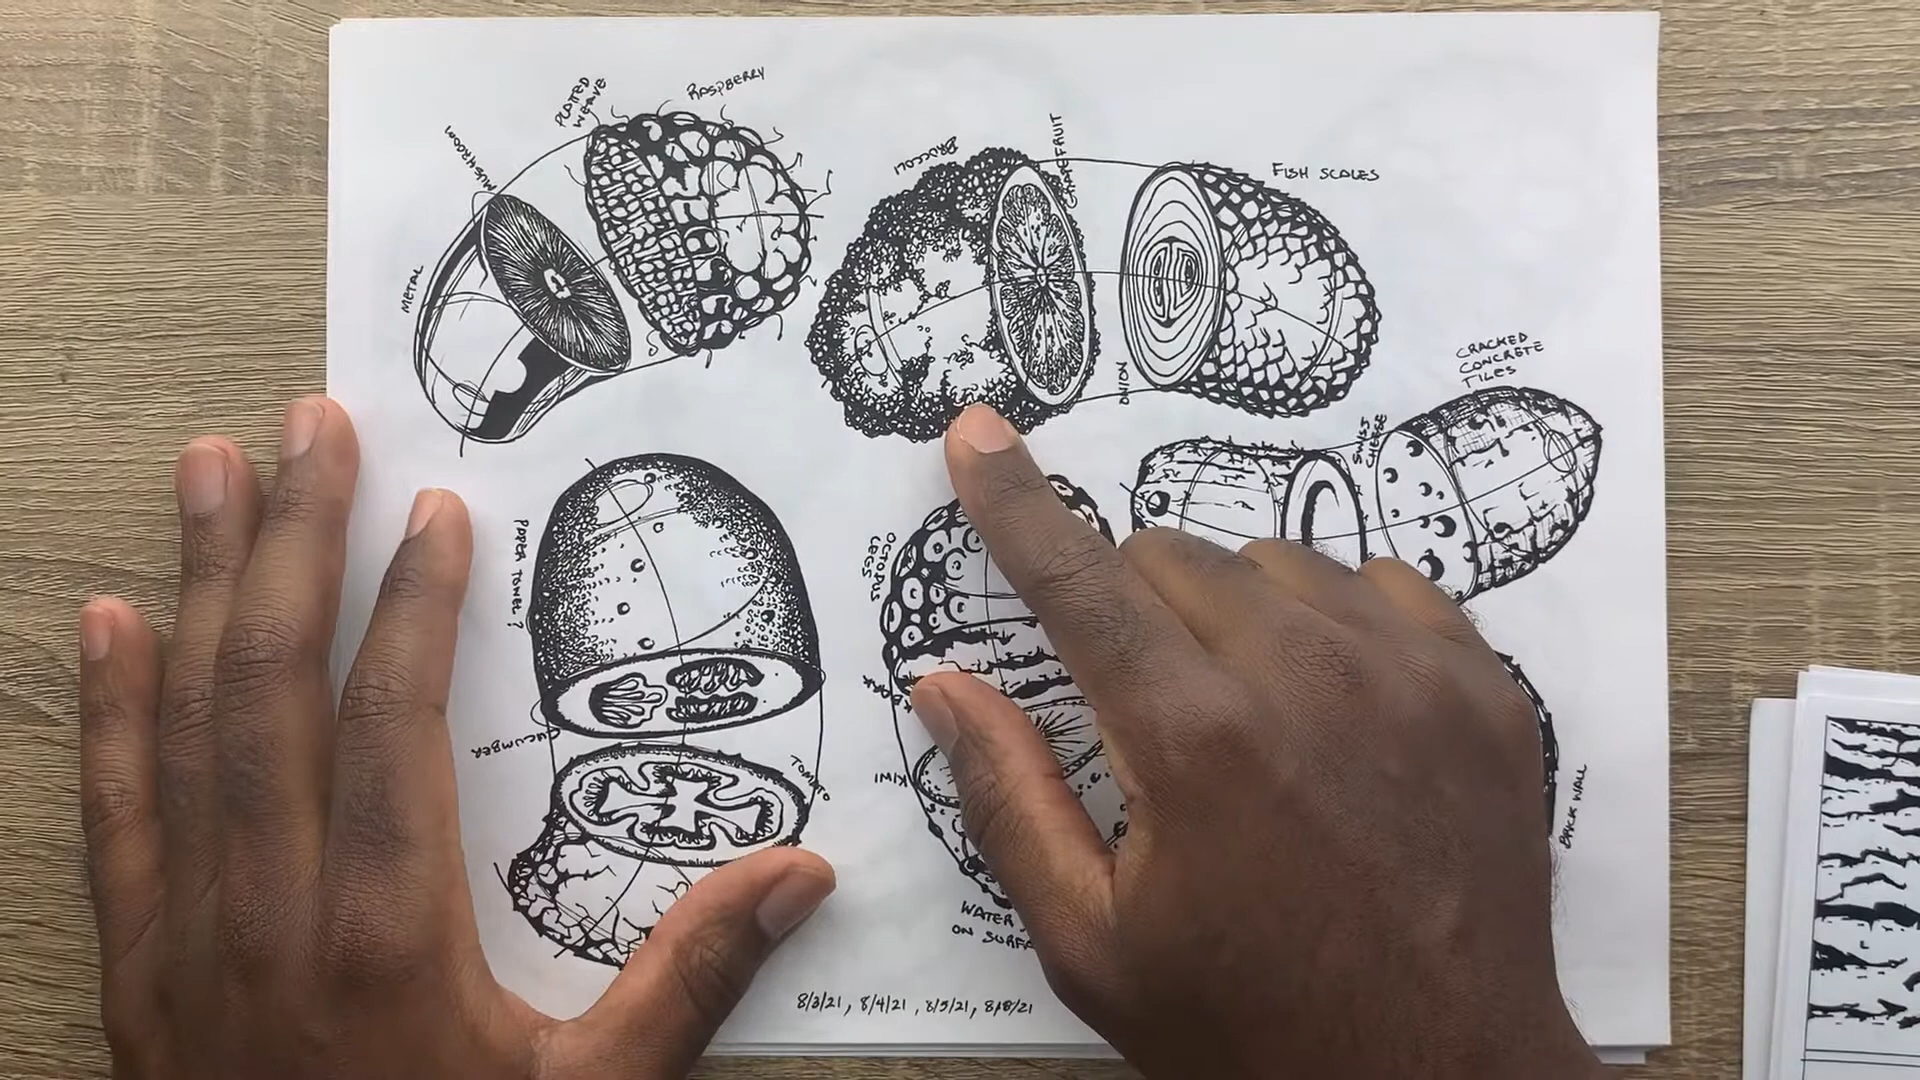 PLATED
WEAVE
RASPBERRY
MUSHROOM
METAL
BROCCOLI
GRAPEFRUIT
FISH SCALES
ONION
CRACKED
CONCRETE
TILES
SWISS
CHEESE
PAPER TOWEL?
OCTOPUS
LEGS
BARK
CUCUMBER
TOMATO
KIWI
BRICK WALL
WATER
ON
8/3/21, 8/4/21, 8/5/21, 8/8/21